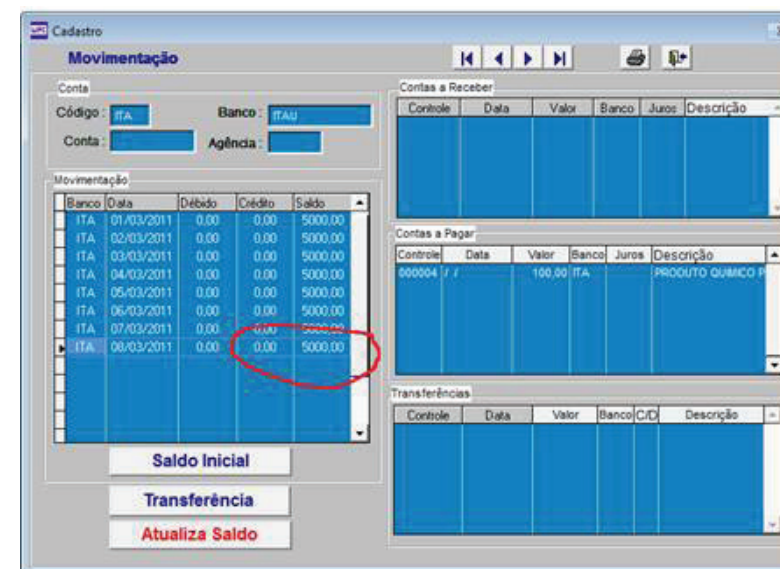 Cadastro
Movimentação
Conta
Código : ITA Banco : ITAU
Conta : Agência :
Movimentação
Banco Data Débido Crédito Saldo
ITA 01/03/2011 0,00 0,00 5000,00
ITA 02/03/2011 0,00 0,00 5000,00
ITA 03/03/2011 0,00 0,00 5000,00
ITA 04/03/2011 0,00 0,00 5000,00
ITA 05/03/2011 0,00 0,00 5000,00
ITA 06/03/2011 0,00 0,00 5000,00
ITA 07/03/2011 0,00 0,00 5000,00
ITA 08/03/2011 0,00 0,00 5000,00
Saldo Inicial
Transferência
Atualiza Saldo
Contas a Receber
Controle Data Valor Banco Juros Descrição
Contas a Pagar
Controle Data Valor Banco Juros Descrição
000004 / / 100,00 ITA PRODUTO QUIMICO P
Transferências
Controle Data Valor Banco C/D Descrição